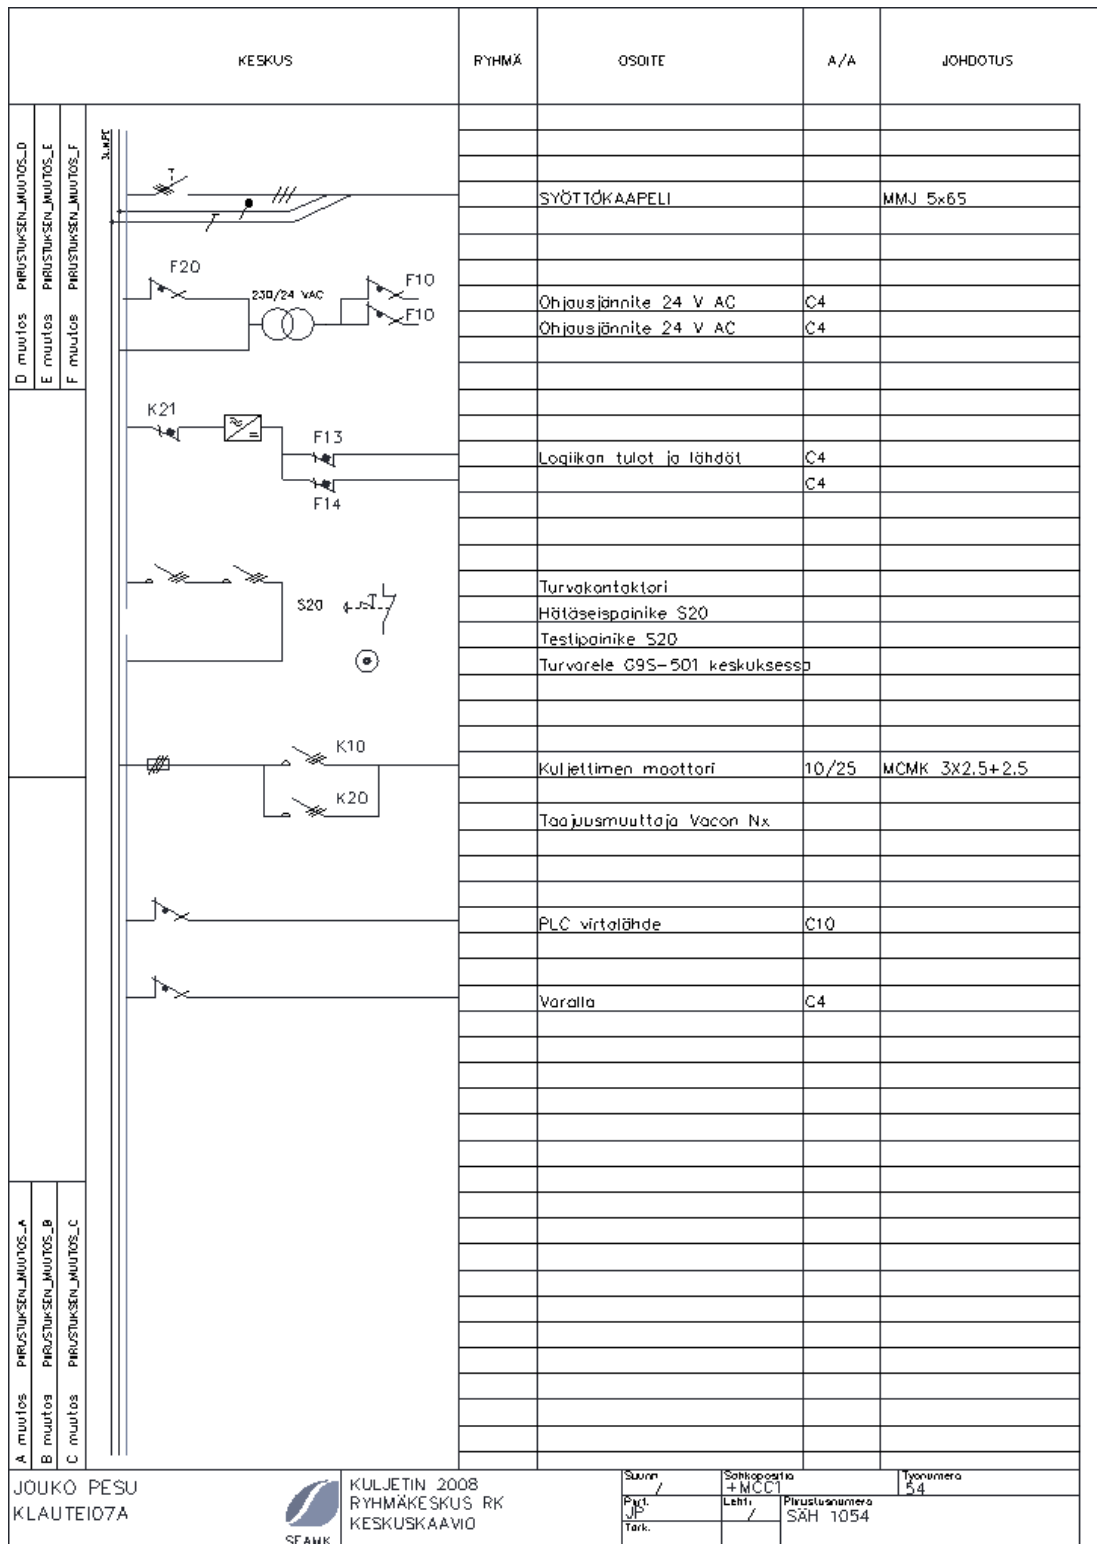 KESKUS RYHMÄ OSOITE A/A JOHDOTUS
D muutos PIIRUSTUKSEN_MUUTOS_D
E muutos PIIRUSTUKSEN_MUUTOS_E
F muutos PIIRUSTUKSEN_MUUTOS_F
SYÖTTÖKAAPELI MMJ 5x6S
F20
230/24 VAC
F10
F10
Ohjausjännite 24 V AC C4
Ohjausjännite 24 V AC C4
K21
F13
Logiikan tulot ja lähdöt C4
C4
F14
Turvakontaktori
S20
Hätäseispainike S20
Testipainike S20
Turvarele G9S-501 keskuksessa
K10
Kuljettimen moottori 10/25 MCMK 3X2.5+2.5
K20
Taajuusmuuttaja Vacon Nx
PLC virtalähde C10
Varalla C4
A muutos PIIRUSTUKSEN_MUUTOS_A
B muutos PIIRUSTUKSEN_MUUTOS_B
C muutos PIIRUSTUKSEN_MUUTOS_C
JOUKO PESU
KLAUTEI07A
SEAMK
KULJETIN 2008
RYHMÄKESKUS RK
KESKUSKAAVIO
Suunn
/
Sähköpositio
+MCC1
Työnumero
54
Piirt.
JP
Lehti
/
Piirustusnumero
SÄH 1054
Tark.